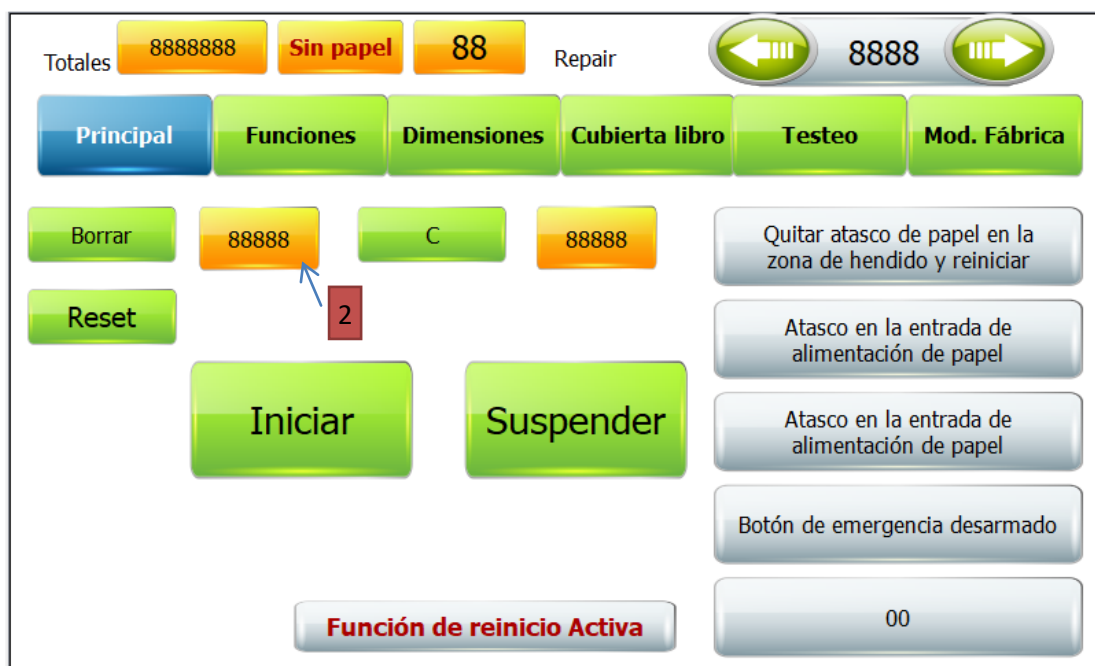 Totales 8888888 Sin papel 88 Repair 8888
Principal Funciones Dimensiones Cubierta libro Testeo Mod. Fábrica
Borrar 88888 C 88888
Quitar atasco de papel en la
zona de hendido y reiniciar
Reset 2
Atasco en la entrada de
alimentación de papel
Iniciar Suspender
Atasco en la entrada de
alimentación de papel
Botón de emergencia desarmado
Función de reinicio Activa
00